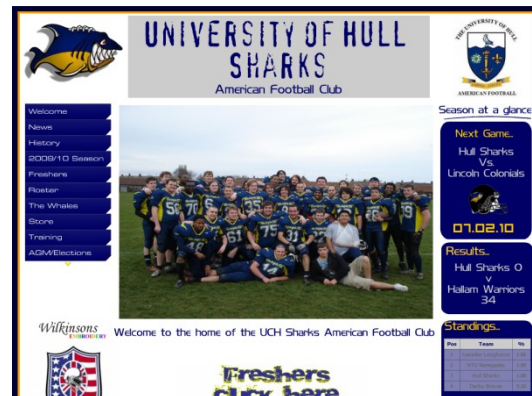 UNIVERSITY OF HULL
SHARKS
American Football Club
THE UNIVERSITY OF HULL
AMERICAN FOOTBALL
Welcome
News
History
2009/10 Season
Freshers
Roster
The Whales
Store
Training
AGM/Elections
Season at a glance
Next Game..
Hull Sharks
Vs.
Lincoln Colonials
07.02.10
Results..
Hull Sharks 0
v
Hallam Warriors
34
Standings..
Pos Team %
Hull Sharks
Wilkinsons
EMBROIDERY
Welcome to the home of the UCH Sharks American Football Club
Freshers
click here